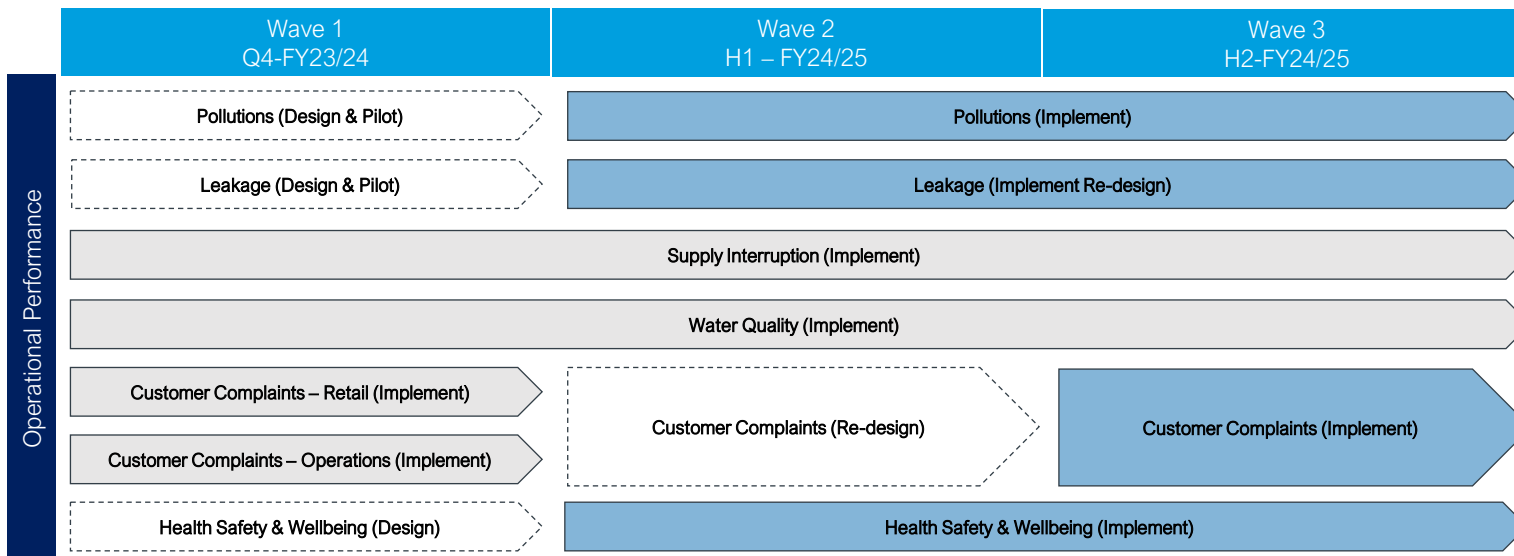 Wave 1
Q4-FY23/24
Wave 2
H1 – FY24/25
Wave 3
H2-FY24/25
Operational Performance
Pollutions (Design & Pilot)
Pollutions (Implement)
Leakage (Design & Pilot)
Leakage (Implement Re-design)
Supply Interruption (Implement)
Water Quality (Implement)
Customer Complaints – Retail (Implement)
Customer Complaints – Operations (Implement)
Customer Complaints (Re-design)
Customer Complaints (Implement)
Health Safety & Wellbeing (Design)
Health Safety & Wellbeing (Implement)